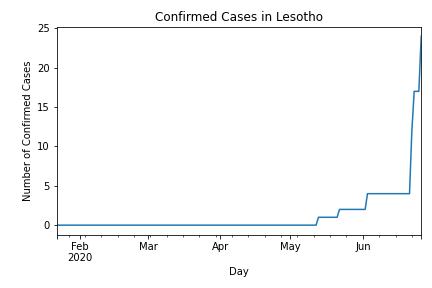 Confirmed Cases in Lesotho
25
20
15
10
5
0
Number of Confirmed Cases
Feb
2020
Mar
Apr
May
Jun
Day